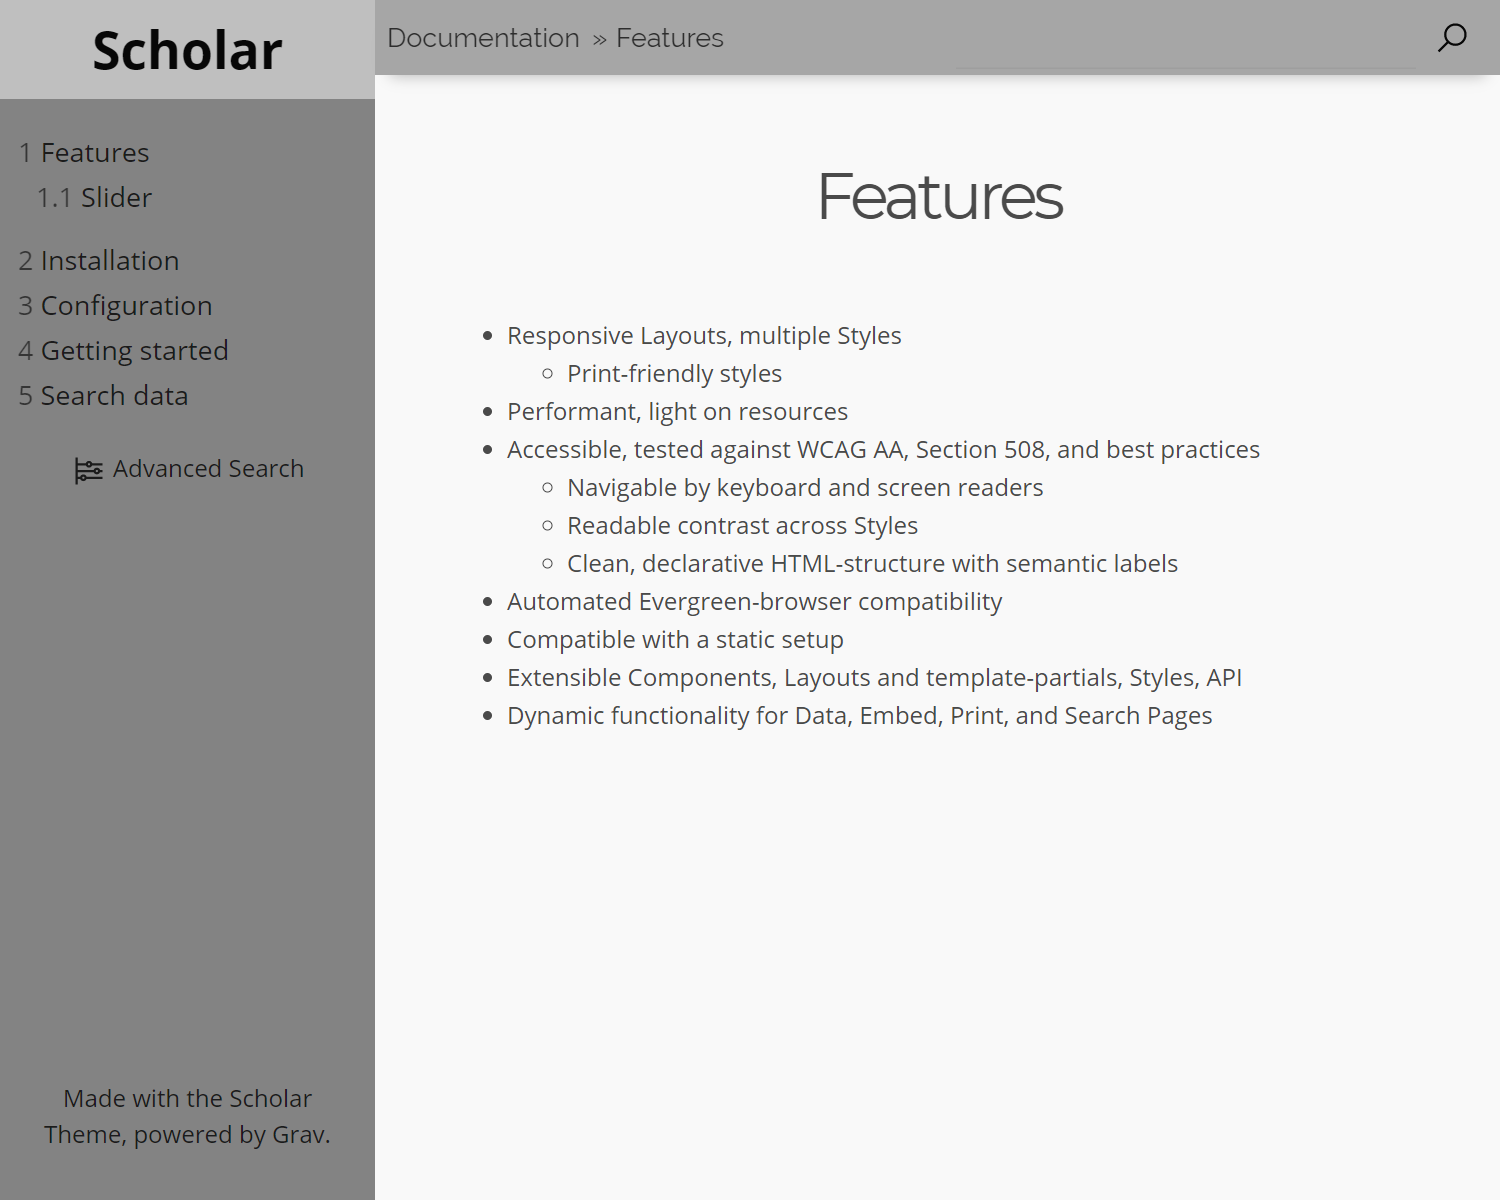 Scholar
Documentation » Features
1 Features
1.1 Slider
2 Installation
3 Configuration
4 Getting started
5 Search data
Advanced Search
Made with the Scholar
Theme, powered by Grav.
Features
Responsive Layouts, multiple Styles
Print-friendly styles
Performant, light on resources
Accessible, tested against WCAG AA, Section 508, and best practices
Navigable by keyboard and screen readers
Readable contrast across Styles
Clean, declarative HTML-structure with semantic labels
Automated Evergreen-browser compatibility
Compatible with a static setup
Extensible Components, Layouts and template-partials, Styles, API
Dynamic functionality for Data, Embed, Print, and Search Pages